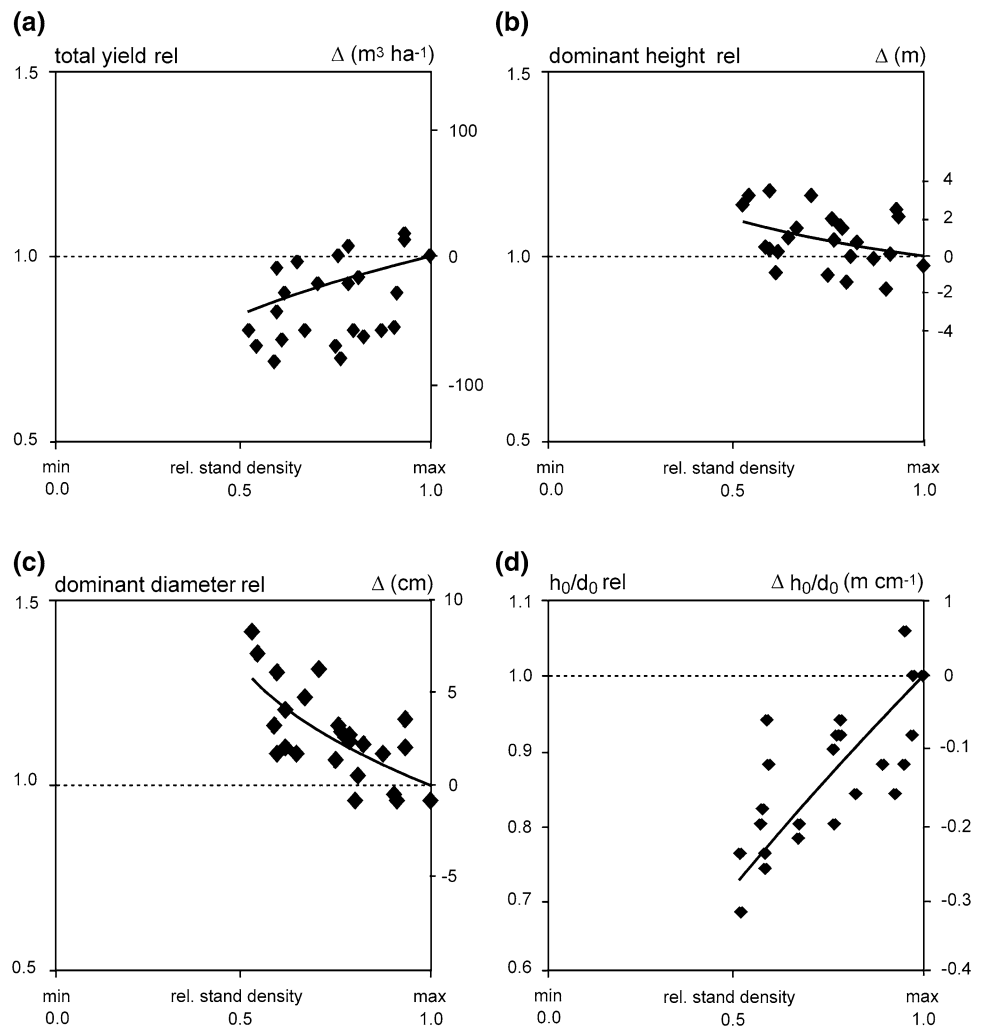 (a)
total yield rel Δ (m³ ha⁻¹)
1.5
100
1.0 0
-100
0.5
min rel. stand density max
0.0 0.5 1.0
(b)
dominant height rel Δ (m)
1.5
4
2
1.0 0
-2
-4
0.5
min rel. stand density max
0.0 0.5 1.0
(c)
dominant diameter rel Δ (cm)
1.5 10
5
1.0 0
-5
0.5
min rel. stand density max
0.0 0.5 1.0
(d)
h₀/d₀ rel Δ h₀/d₀ (m cm⁻¹)
1.1 1
1.0 0
0.9 -0.1
0.8 -0.2
0.7 -0.3
0.6 -0.4
min rel. stand density max
0.0 0.5 1.0